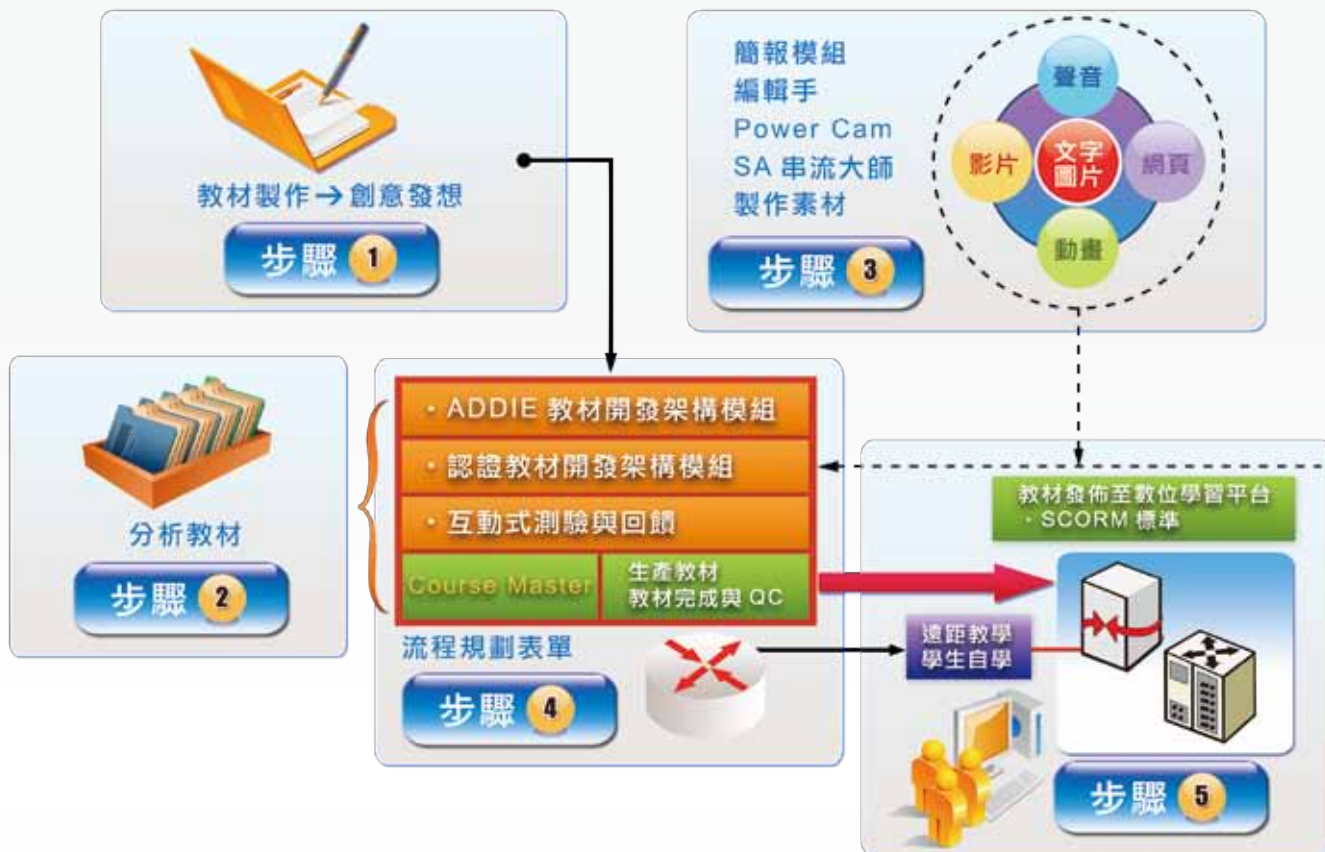 教材製作→創意發想
步驟 1
分析教材
步驟 2
簡報模組
編輯手
Power Cam
SA 串流大師
製作素材
步驟 3
聲音
影片
文字
圖片
網頁
動畫
・ADDIE 教材開發架構模組
・認證教材開發架構模組
・互動式測驗與回饋
Course Master
生產教材
教材完成與 QC
流程規劃表單
步驟 4
教材發佈至數位學習平台
・SCORM 標準
遠距教學
學生自學
步驟 5